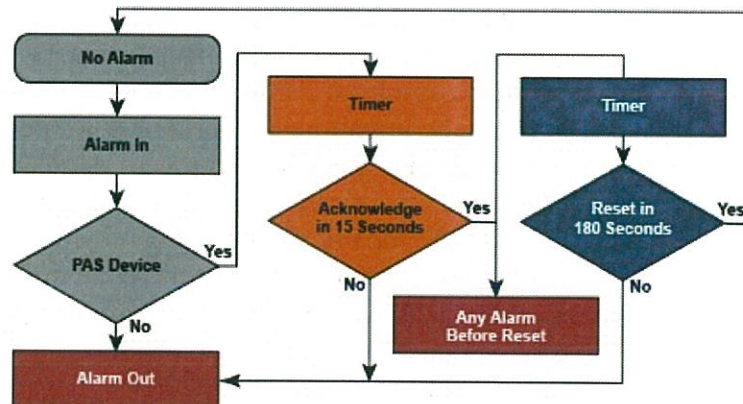 No Alarm
Alarm In
PAS Device
Yes
No
Alarm Out
Timer
Acknowledge
in 15 Seconds
Yes
No
Any Alarm
Before Reset
Timer
Reset in
180 Seconds
Yes
No